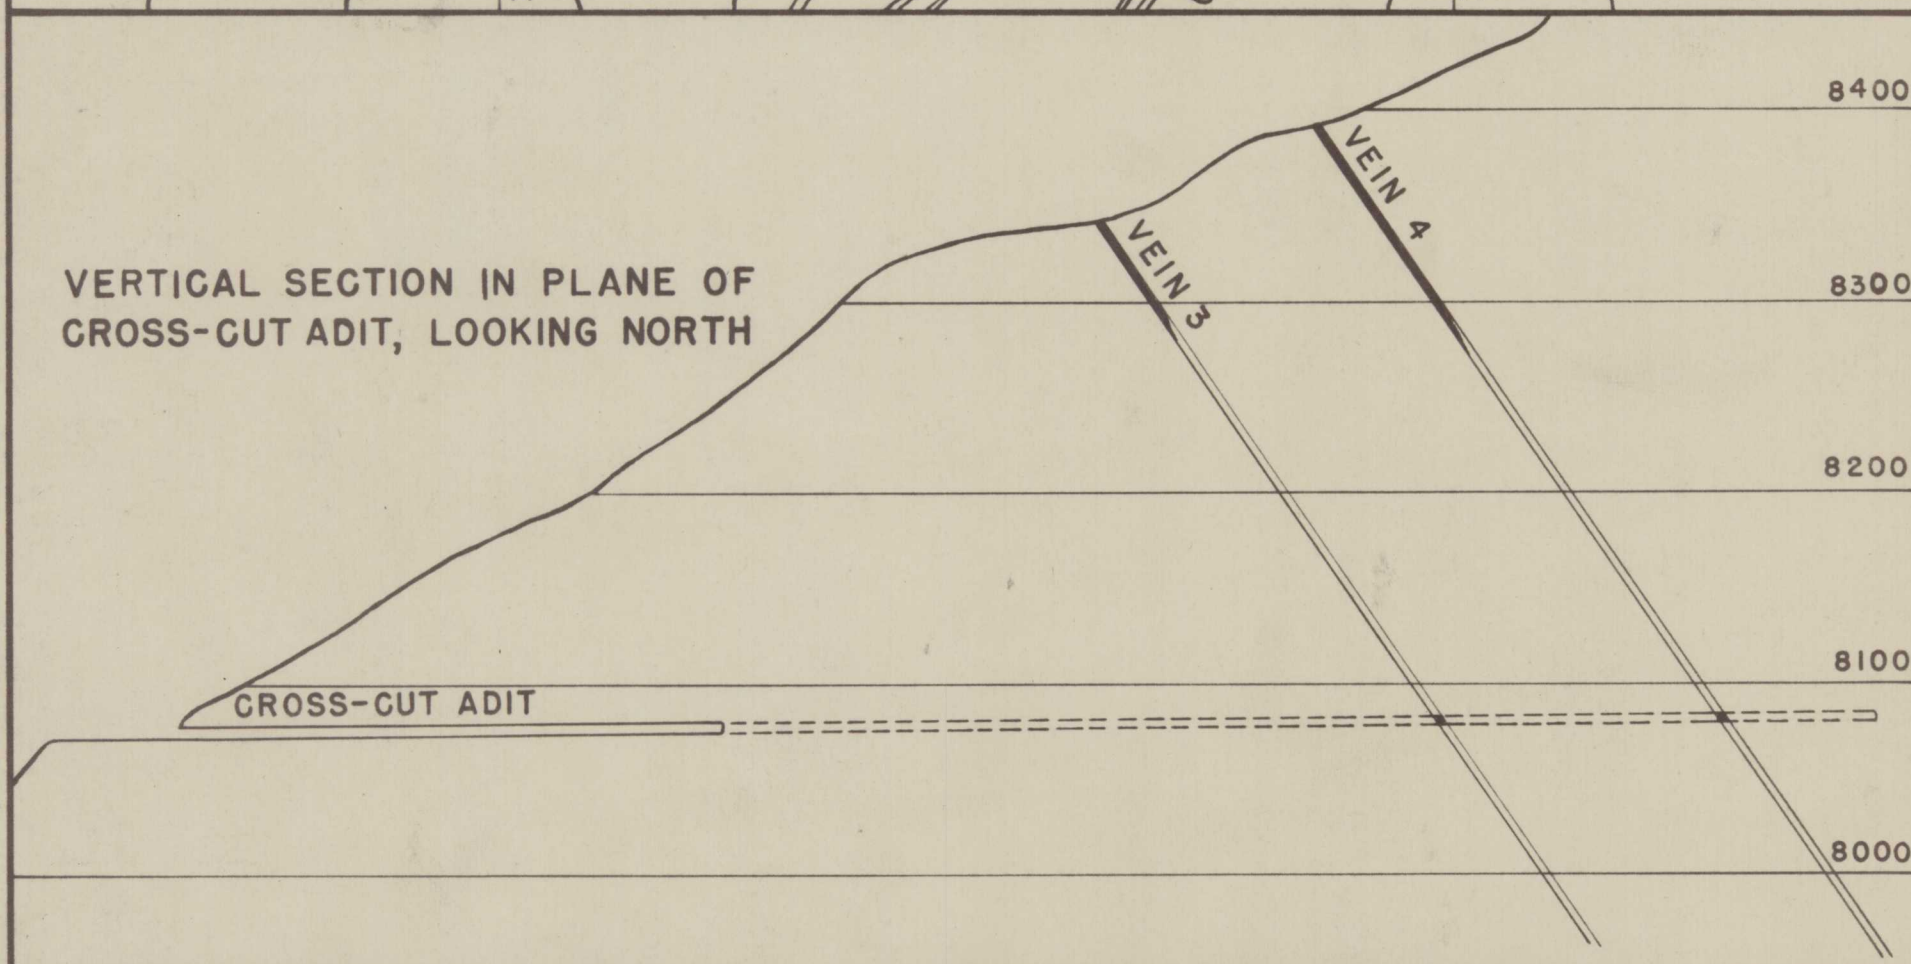 8400
VEIN 4
VEIN 3
VERTICAL SECTION IN PLANE OF
CROSS-CUT ADIT, LOOKING NORTH
8300
8200
8100
CROSS-CUT ADIT
8000